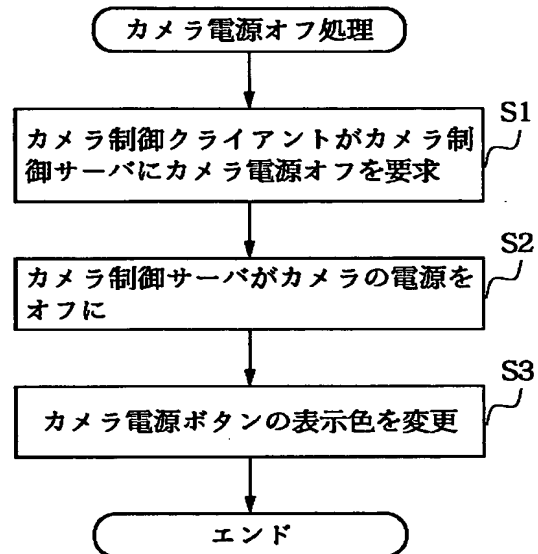 カメラ電源オフ処理
S1
カメラ制御クライアントがカメラ制
御サーバにカメラ電源オフを要求
S2
カメラ制御サーバがカメラの電源を
オフに
S3
カメラ電源ボタンの表示色を変更
エンド